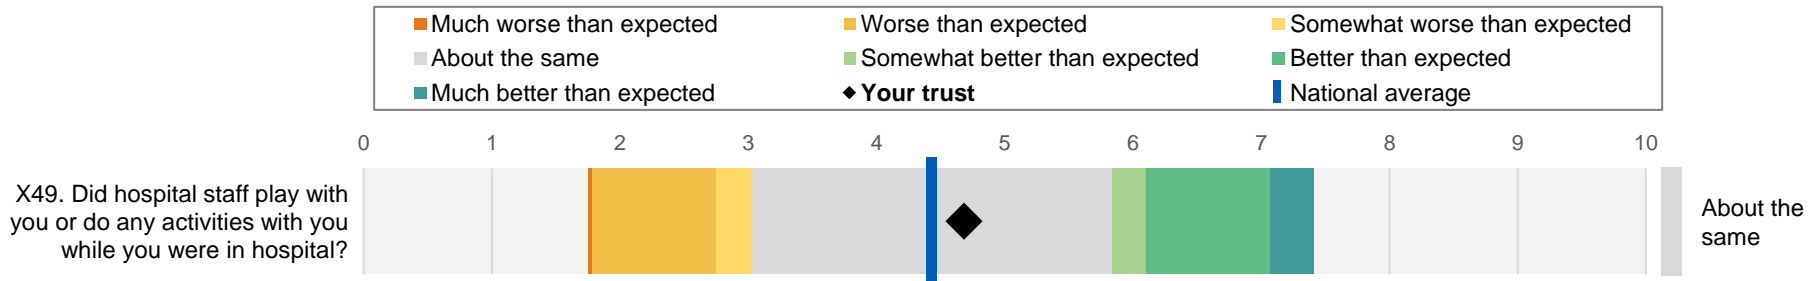 Much worse than expected
Worse than expected
Somewhat worse than expected
About the same
Somewhat better than expected
Better than expected
Much better than expected
Your trust
National average
0 1 2 3 4 5 6 7 8 9 10
X49. Did hospital staff play with
you or do any activities with you
while you were in hospital?
About the
same